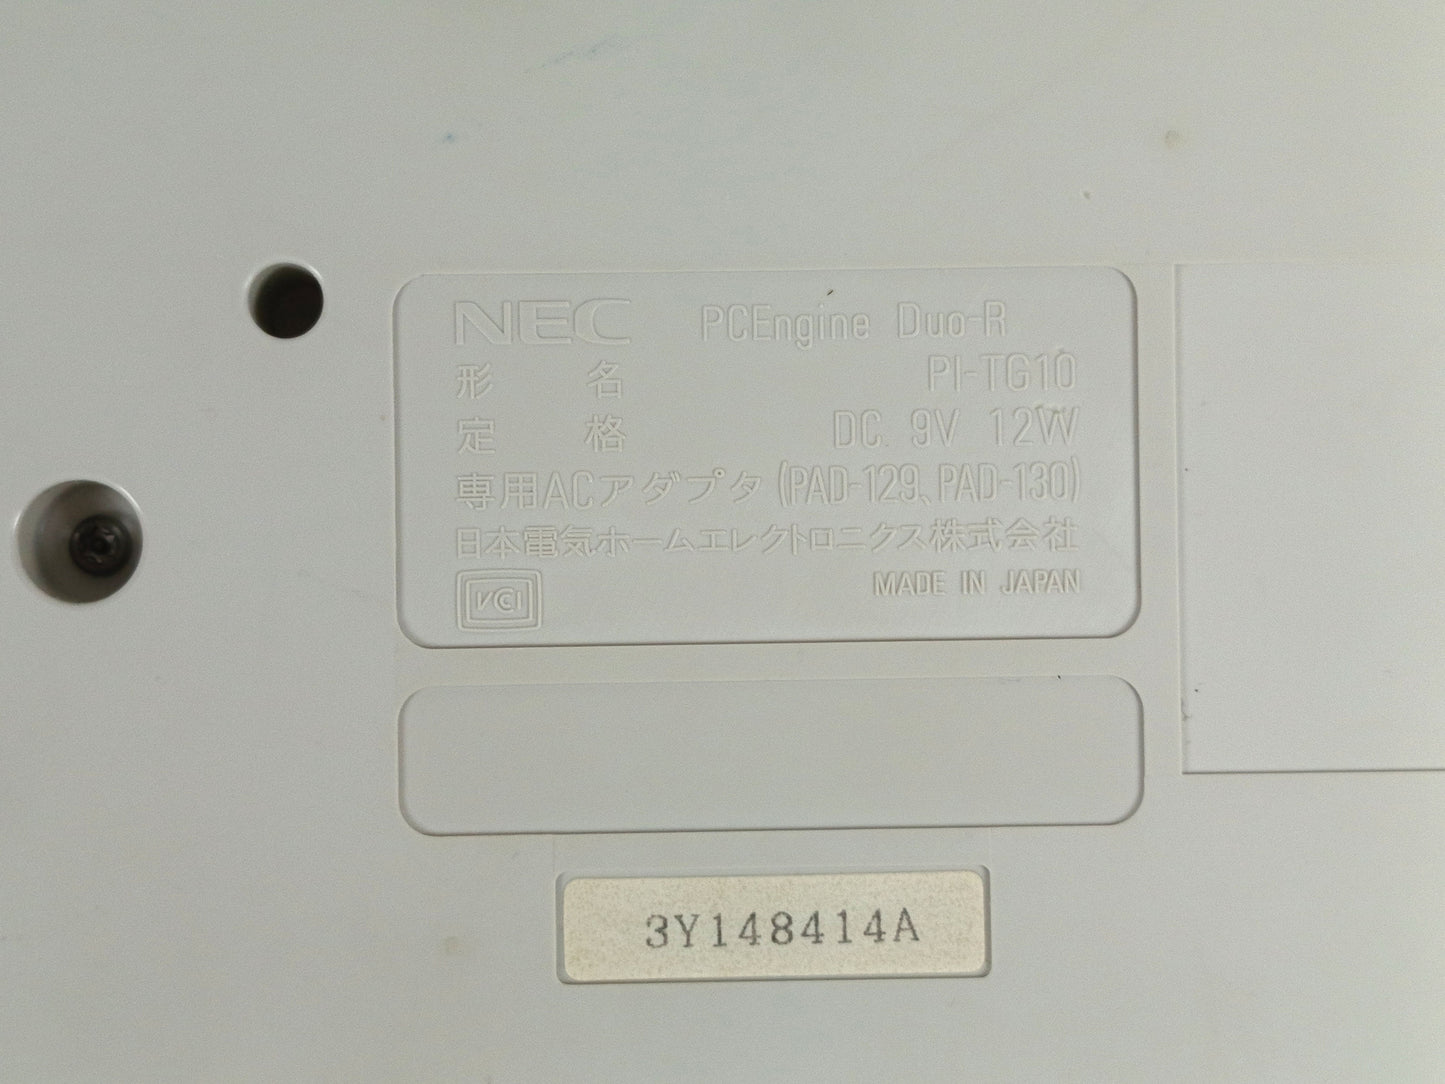 NEC PCEngine Duo-R
形名 PI-TG10
定格 DC. 9V 12W
専用ACアダプタ(PAD-129、PAD-130)
日本電気ホームエレクトロニクス株式会社
VCI MADE IN JAPAN
3Y148414A